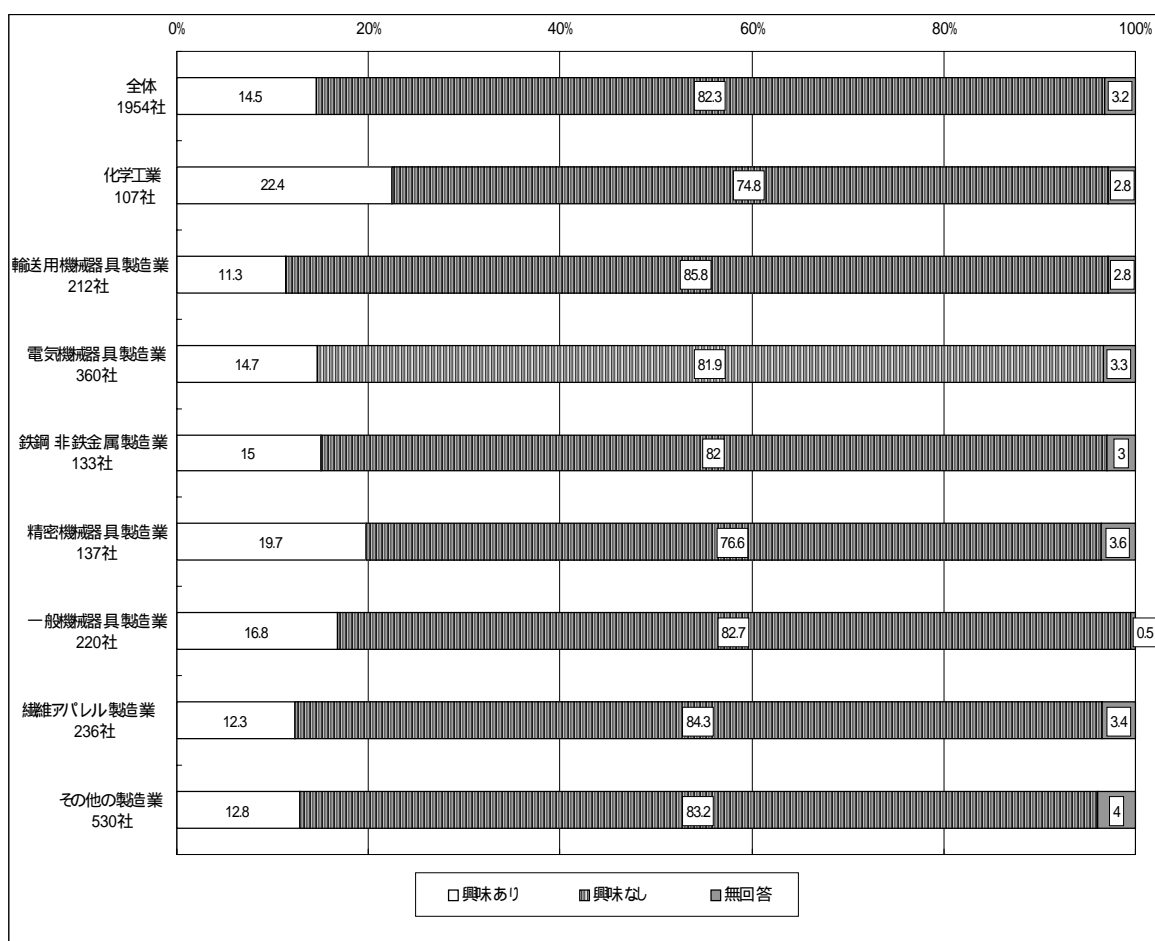 0% 20% 40% 60% 80% 100%
全体
1954社
14.5 82.3 3.2
化学工業
107社
22.4 74.8 2.8
輸送用機械器具製造業
212社
11.3 85.8 2.8
電気機械器具製造業
360社
14.7 81.9 3.3
鉄鋼 非鉄金属製造業
133社
15 82 3
精密機械器具製造業
137社
19.7 76.6 3.6
一般機械器具製造業
220社
16.8 82.7 0.5
繊維アパレル製造業
236社
12.3 84.3 3.4
その他の製造業
530社
12.8 83.2 4
興味あり 興味なし 無回答